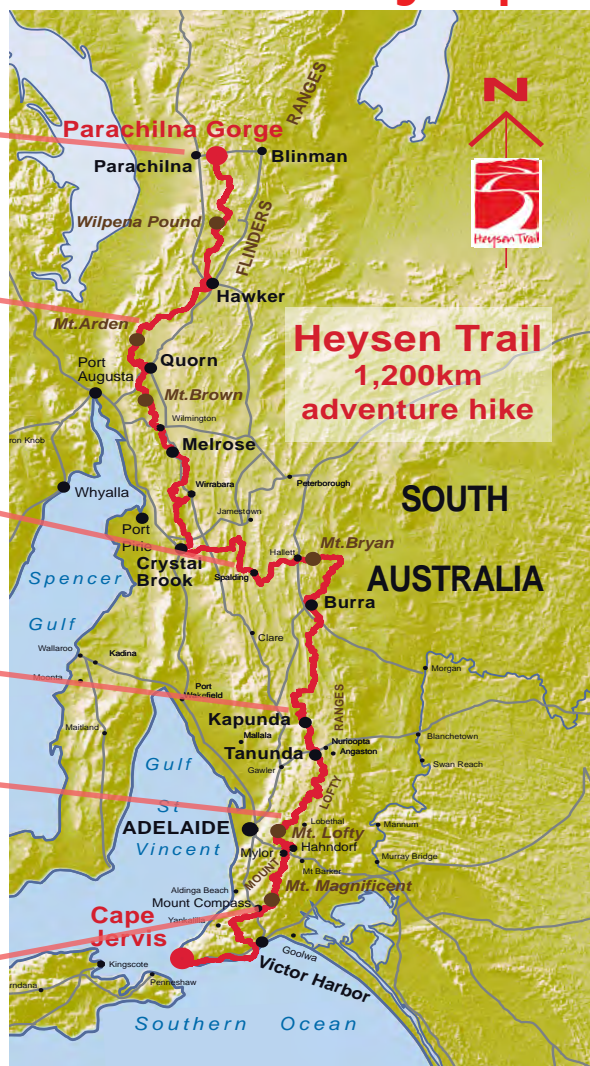 RANGES
N
Parachilna Gorge
Parachilna
Blinman
Heysen Trail
Wilpena Pound
FLINDERS
Hawker
Mt.Arden
Heysen Trail
1,200km
adventure hike
Port
Augusta
Quorn
Mt.Brown
Wilmington
Melrose
Whyalla
Wirrabara
Peterborough
SOUTH
AUSTRALIA
Jamestown
Port
Pirie
Crystal
Brook
Hallett
Mt.Bryan
Spalding
Burra
Spencer
Gulf
Wallaroo
Kadina
Moonta
Clare
Morgan
Port
Wakefield
Maitland
Kapunda
Mallala
RANGES
Nurioopta
Angaston
Blanchetown
Tanunda
Gawler
Swan Reach
Gulf
St
Vincent
LOFTY
Lobethal
ADELAIDE
Mt. Lofty
Mannum
Mylor
Hahndorf
Murray Bridge
Mt Barker
MOUNT
Mt. Magnificent
Aldinga Beach
Mount Compass
Yankalilla
Cape
Jervis
Goolwa
Victor Harbor
Kingscote
Penneshaw
Southern Ocean